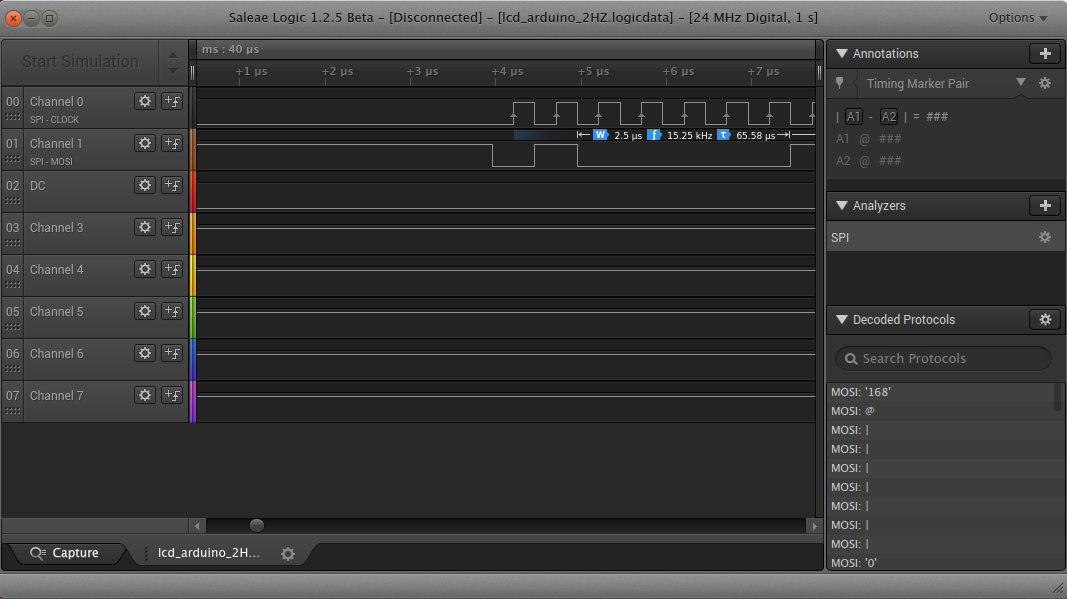 Saleae Logic 1.2.5 Beta - [Disconnected] - [lcd_arduino_2HZ.logicdata] - [24 MHz Digital, 1 s]
Options
Start Simulation
ms : 40 µs
+1 µs +2 µs +3 µs +4 µs +5 µs +6 µs +7 µs
00 Channel 0
SPI - CLOCK
W 2.5 µs f 15.25 kHz τ 65.58 µs
01 Channel 1
SPI - MOSI
02 DC
03 Channel 3
04 Channel 4
05 Channel 5
06 Channel 6
07 Channel 7
Capture
lcd_arduino_2H...
Annotations
Timing Marker Pair
| A1 - A2 | = ###
A1 @ ###
A2 @ ###
Analyzers
SPI
Decoded Protocols
Search Protocols
MOSI: '168'
MOSI: @
MOSI: |
MOSI: |
MOSI: |
MOSI: |
MOSI: |
MOSI: |
MOSI: |
MOSI: '0'